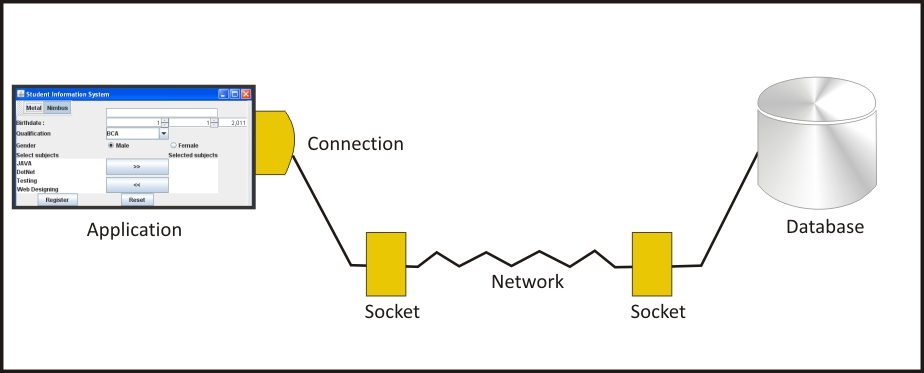 Student Information System
Metal Nimbus
Birthdate : 1 1 2,011
Qualification BCA
Gender Male Female
Select subjects Selected subjects
JAVA
DotNet
>>
Testing
<<
Web Designing
Register Reset
Application
Connection
Socket
Network
Socket
Database